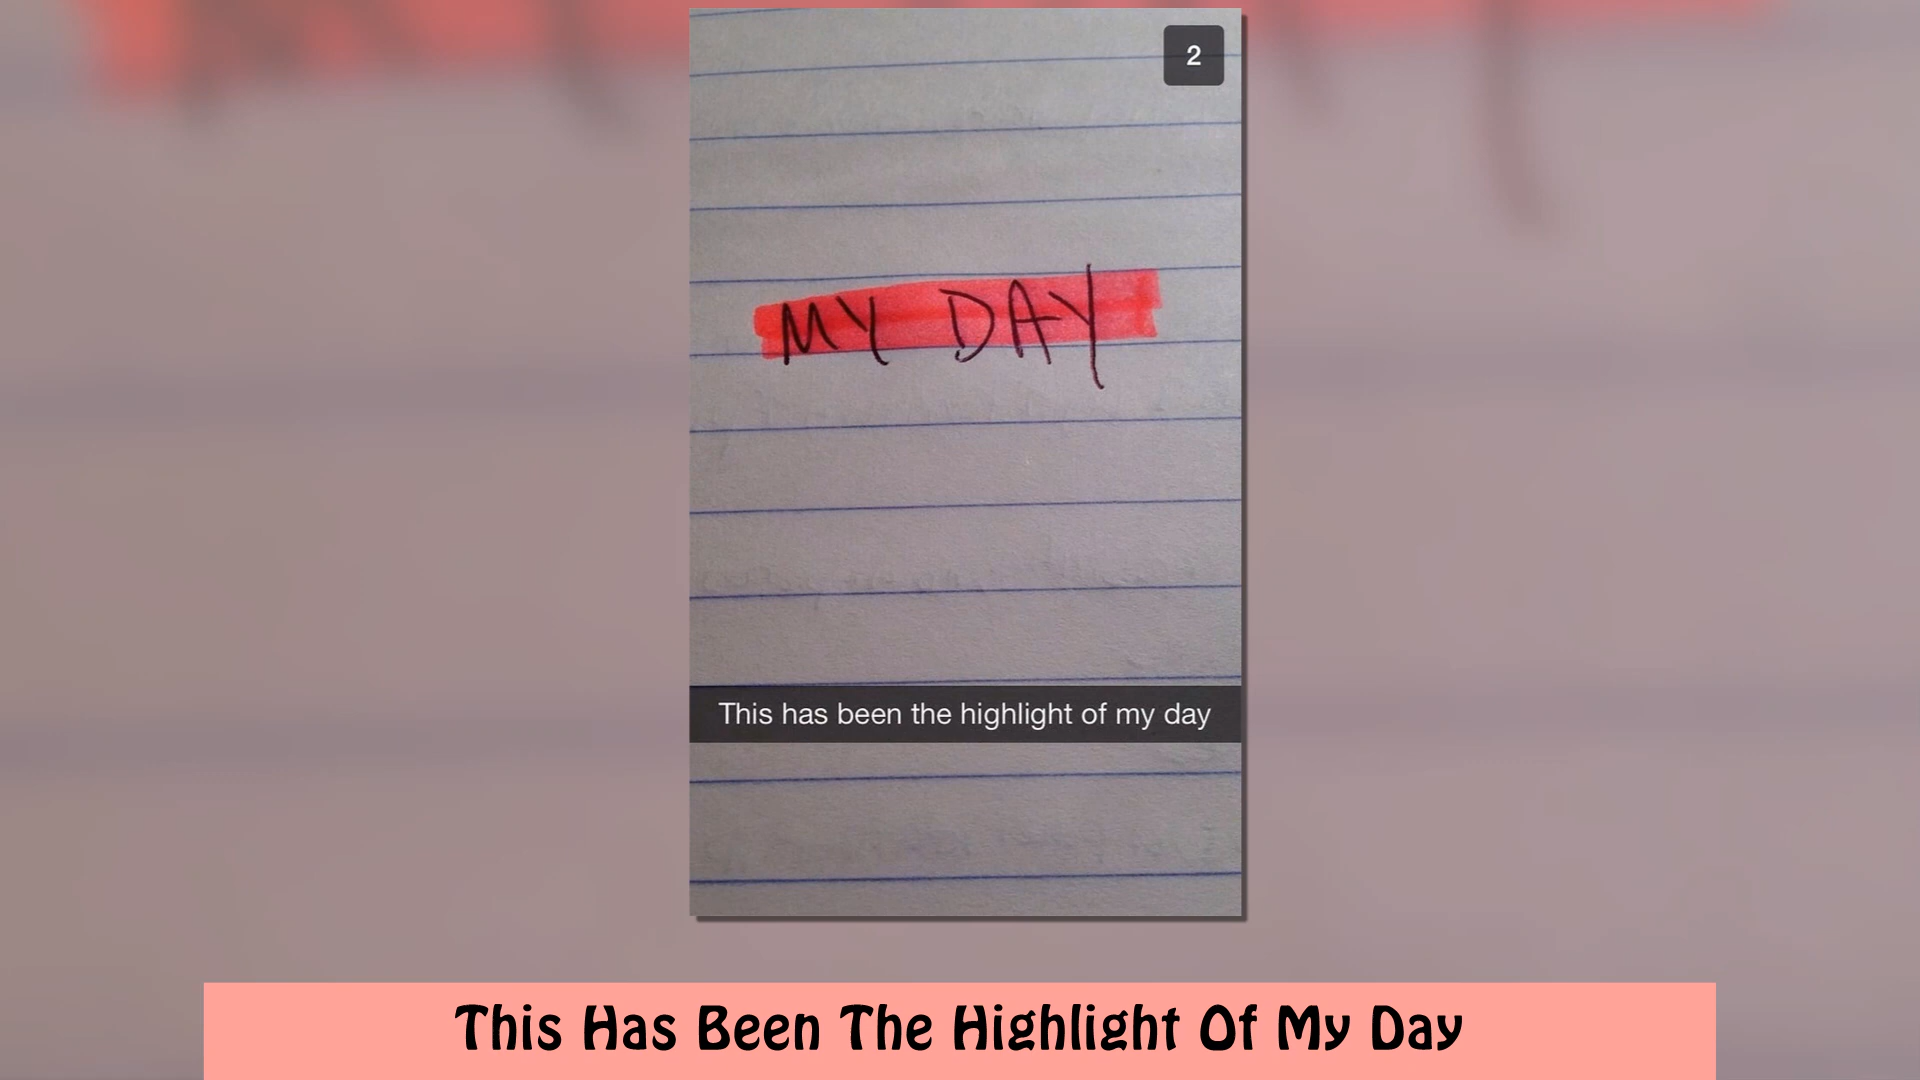 2
MY DAY
This has been the highlight of my day
This Has Been The Highlight Of My Day